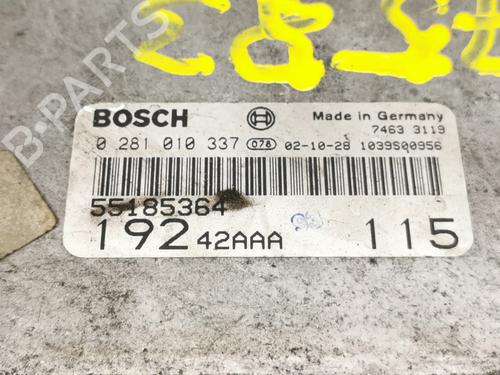 B-PARTS
BOSCH
Made in Germany
7463 3119
0 281 010 337 078 02-10-28 1039S00956
55185364
192 42AAA 115